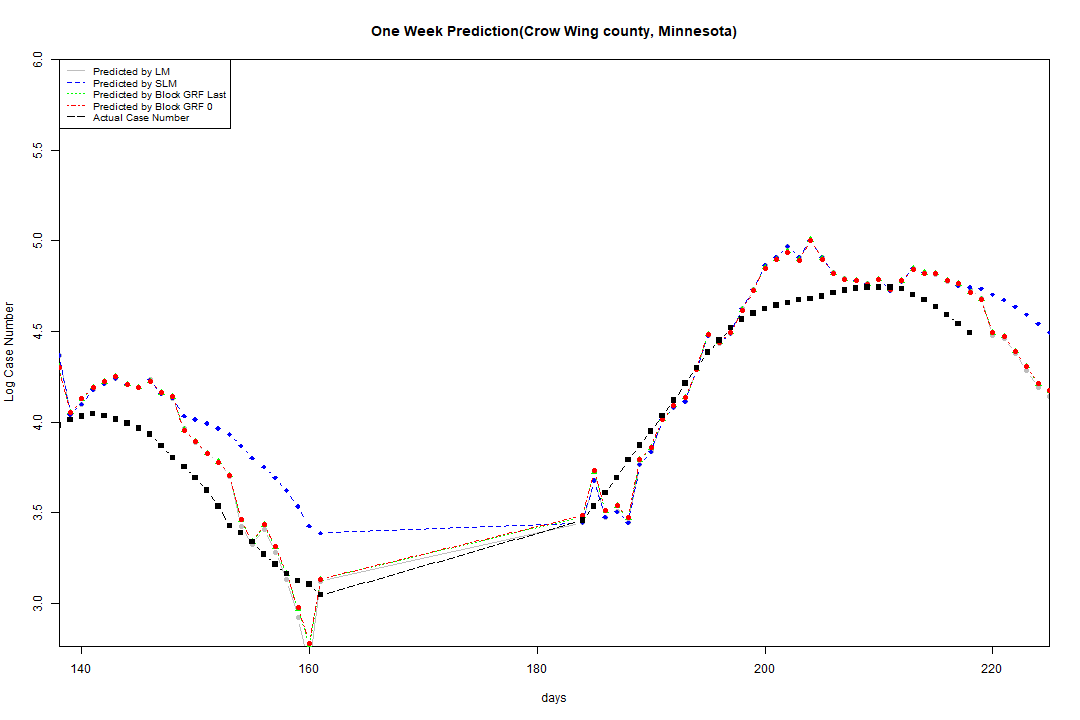 One Week Prediction(Crow Wing county, Minnesota)
6.0
Predicted by LM
Predicted by SLM
Predicted by Block GRF Last
Predicted by Block GRF 0
Actual Case Number
5.5
5.0
4.5
4.0
3.5
3.0
Log Case Number
140 160 180 200 220
days